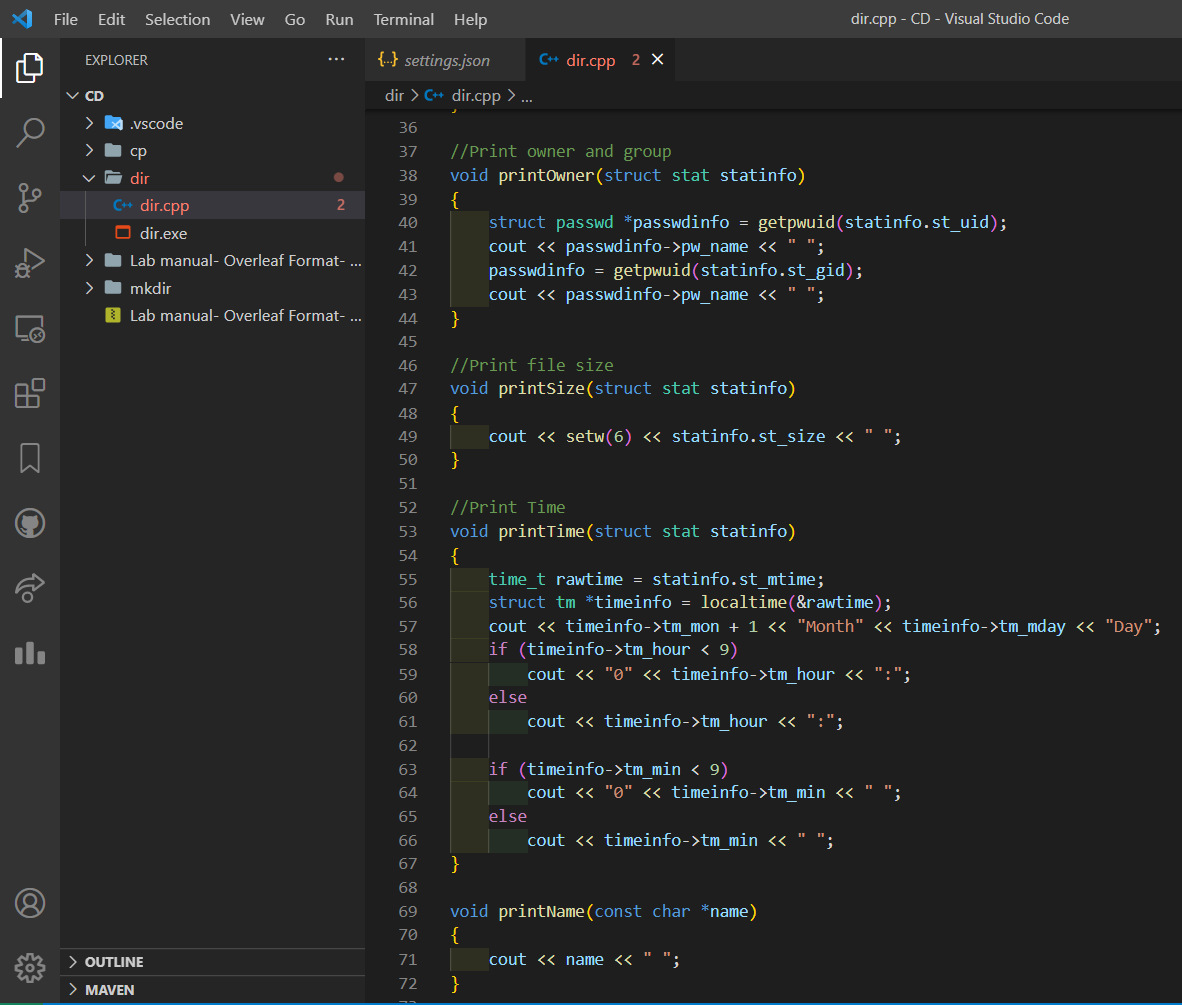 File Edit Selection View Go Run Terminal Help dir.cpp - CD - Visual Studio Code
EXPLORER ...
CD
.vscode
cp
dir
dir.cpp 2
dir.exe
Lab manual- Overleaf Format- ...
mkdir
Lab manual- Overleaf Format- ...
OUTLINE
MAVEN
{..} settings.json
C++ dir.cpp 2
dir > C++ dir.cpp > ...
36
37 //Print owner and group
38 void printOwner(struct stat statinfo)
39 {
40 struct passwd *passwdinfo = getpwuid(statinfo.st_uid);
41 cout << passwdinfo->pw_name << " ";
42 passwdinfo = getpwuid(statinfo.st_gid);
43 cout << passwdinfo->pw_name << " ";
44 }
45
46 //Print file size
47 void printSize(struct stat statinfo)
48 {
49 cout << setw(6) << statinfo.st_size << " ";
50 }
51
52 //Print Time
53 void printTime(struct stat statinfo)
54 {
55 time_t rawtime = statinfo.st_mtime;
56 struct tm *timeinfo = localtime(&rawtime);
57 cout << timeinfo->tm_mon + 1 << "Month" << timeinfo->tm_mday << "Day";
58 if (timeinfo->tm_hour < 9)
59 cout << "0" << timeinfo->tm_hour << ":";
60 else
61 cout << timeinfo->tm_hour << ":";
62
63 if (timeinfo->tm_min < 9)
64 cout << "0" << timeinfo->tm_min << " ";
65 else
66 cout << timeinfo->tm_min << " ";
67 }
68
69 void printName(const char *name)
70 {
71 cout << name << " ";
72 }